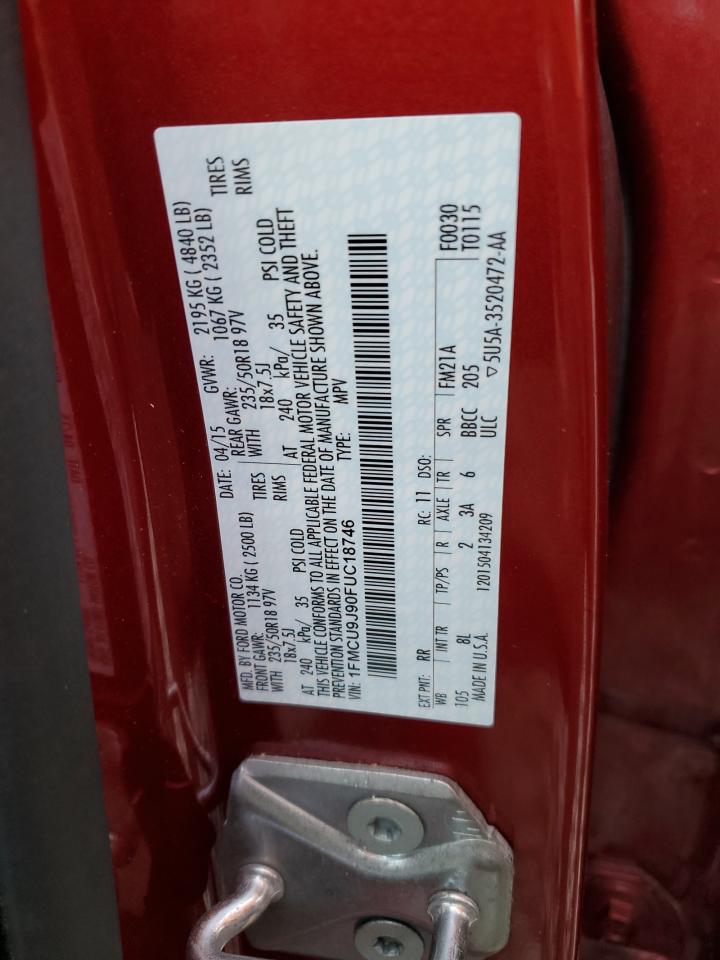 MFD. BY FORD MOTOR CO. DATE: 04/15 GVWR: 2195 KG ( 4840 LB)
FRONT GAWR: 1134 KG ( 2500 LB) REAR GAWR: 1067 KG ( 2352 LB)
WITH 235/50R18 97V TIRES WITH 235/50R18 97V TIRES
18x7.5J RIMS 18x7.5J RIMS
AT 240 kPa/ 35 PSI COLD AT 240 kPa/ 35 PSI COLD
THIS VEHICLE CONFORMS TO ALL APPLICABLE FEDERAL MOTOR VEHICLE SAFETY AND THEFT
PREVENTION STANDARDS IN EFFECT ON THE DATE OF MANUFACTURE SHOWN ABOVE.
VIN: 1FMCU9J90FUC18746 TYPE: MPV
EXT PNT: RR RC: 11 DSO: F0030
WB INT TR TP/PS R AXLE TR SPR FM21A T0115
105 8L 2 3A 6 BBCC 205
ULC
MADE IN U.S.A. 1201504134209 ▽5U5A-3520472-AA